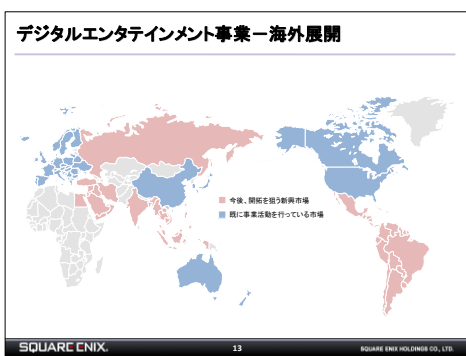 デジタルエンタテインメント事業－海外展開
今後、開拓を狙う新興市場
既に事業活動を行っている市場
SQUARE ENIX.
13
SQUARE ENIX HOLDINGS CO., LTD.